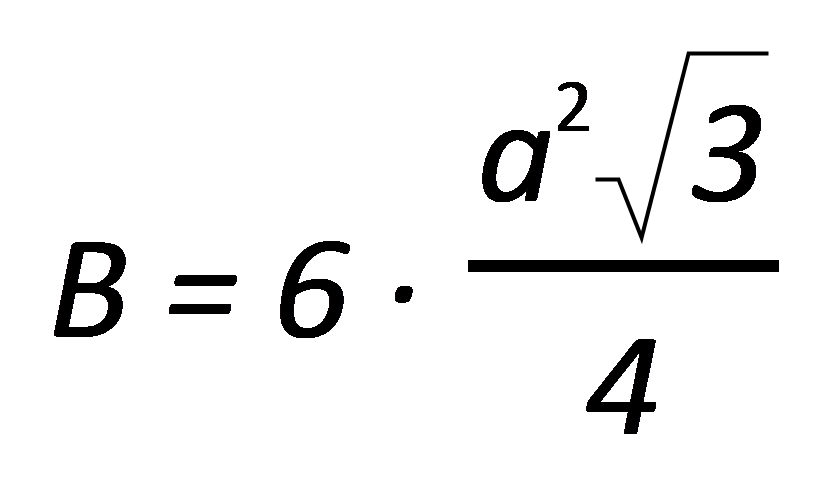 B = 6 · a²√3 / 4